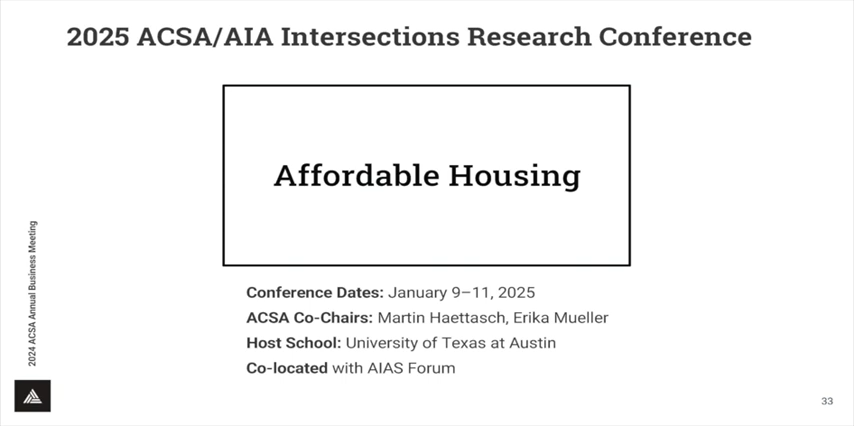 2025 ACSA/AIA Intersections Research Conference
Affordable Housing
Conference Dates: January 9–11, 2025
ACSA Co-Chairs: Martin Haettasch, Erika Mueller
Host School: University of Texas at Austin
Co-located with AIAS Forum
2024 ACSA Annual Business Meeting
33